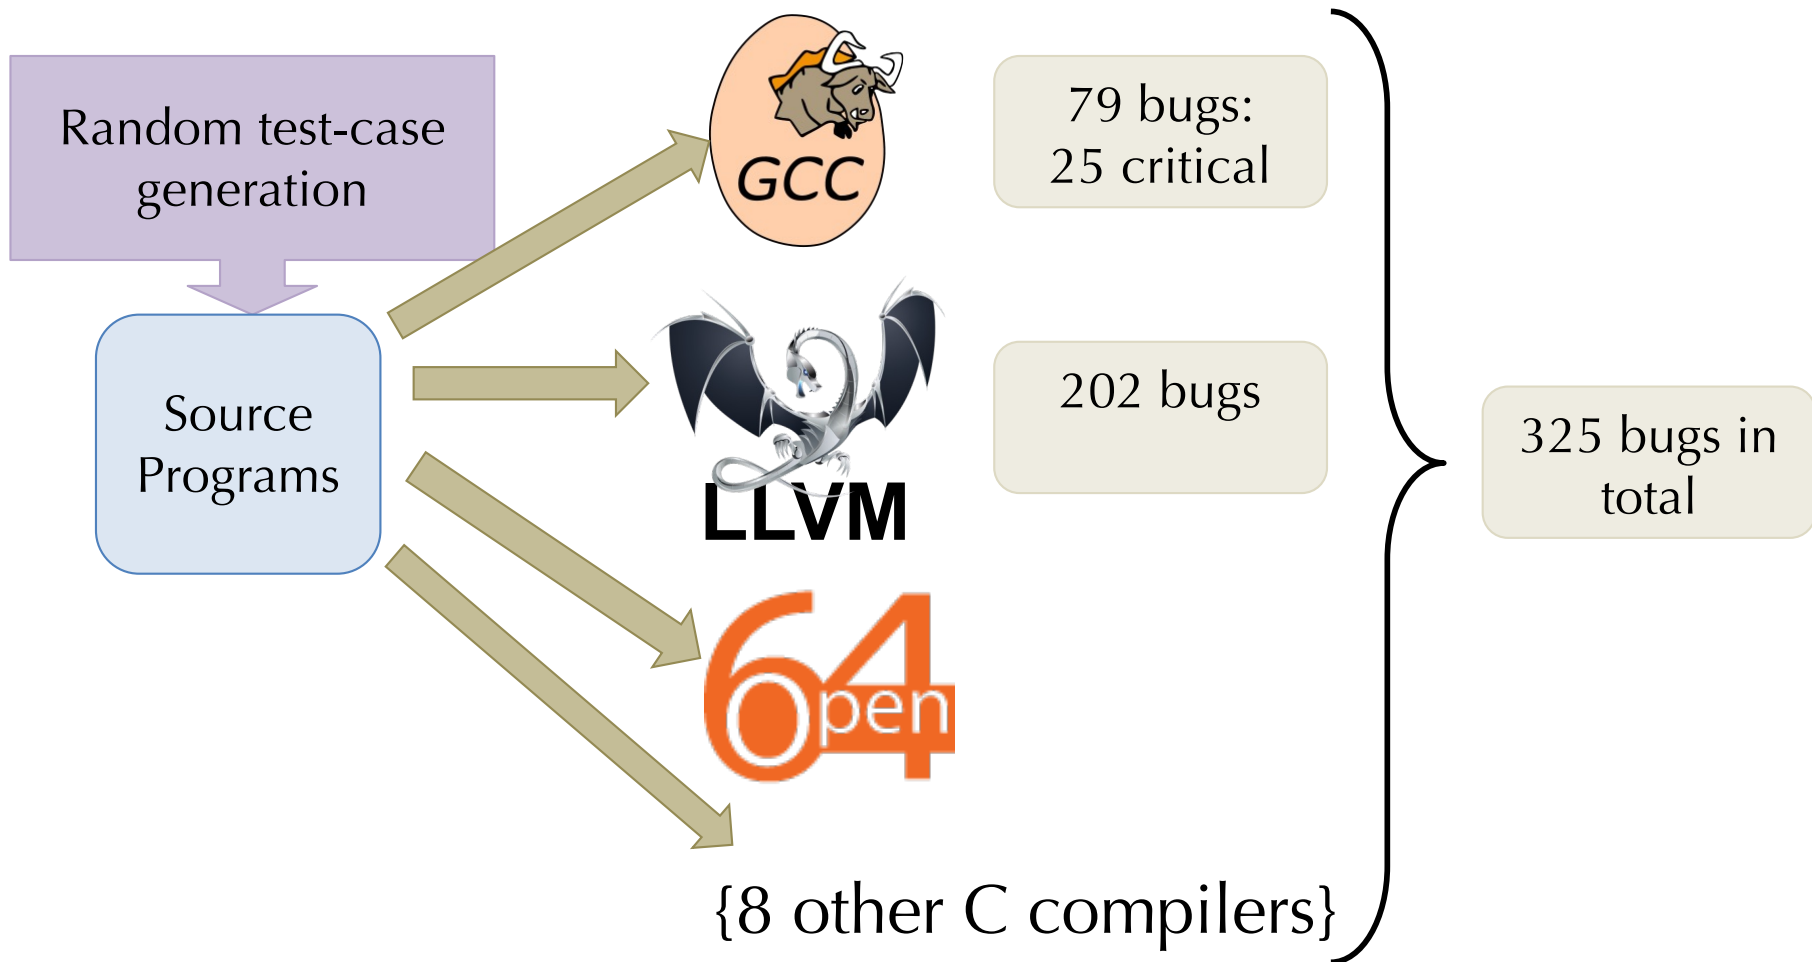 Random test-case
generation
Source
Programs
GCC
79 bugs:
25 critical
LLVM
202 bugs
64
open
{8 other C compilers}
325 bugs in
total